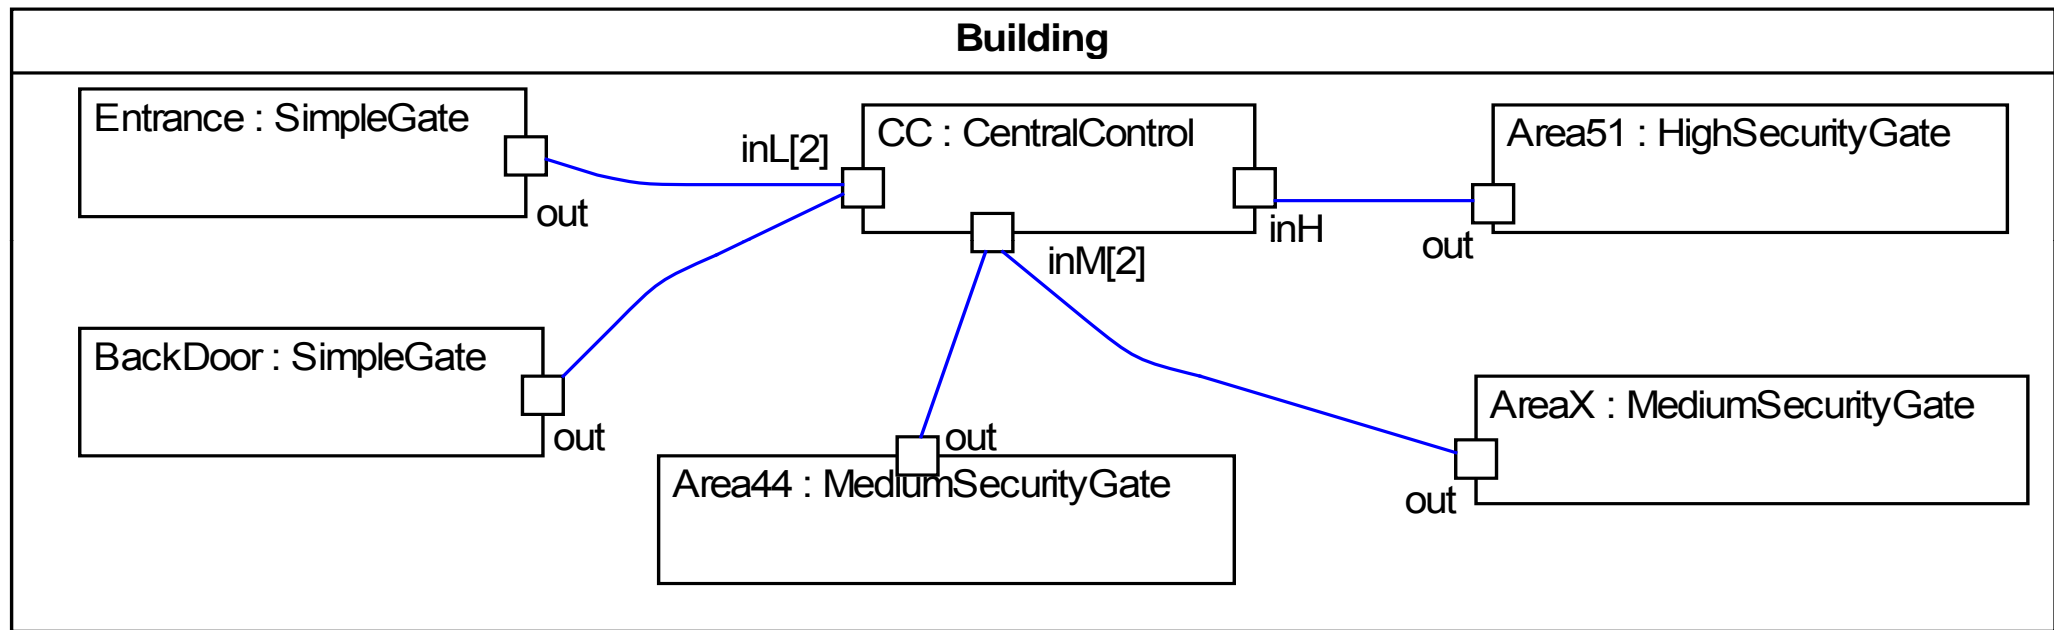 Building
Entrance : SimpleGate
out
inL[2]
CC : CentralControl
inH
inM[2]
Area51 : HighSecurityGate
out
BackDoor : SimpleGate
out
out
Area44 : MediumSecurityGate
AreaX : MediumSecurityGate
out